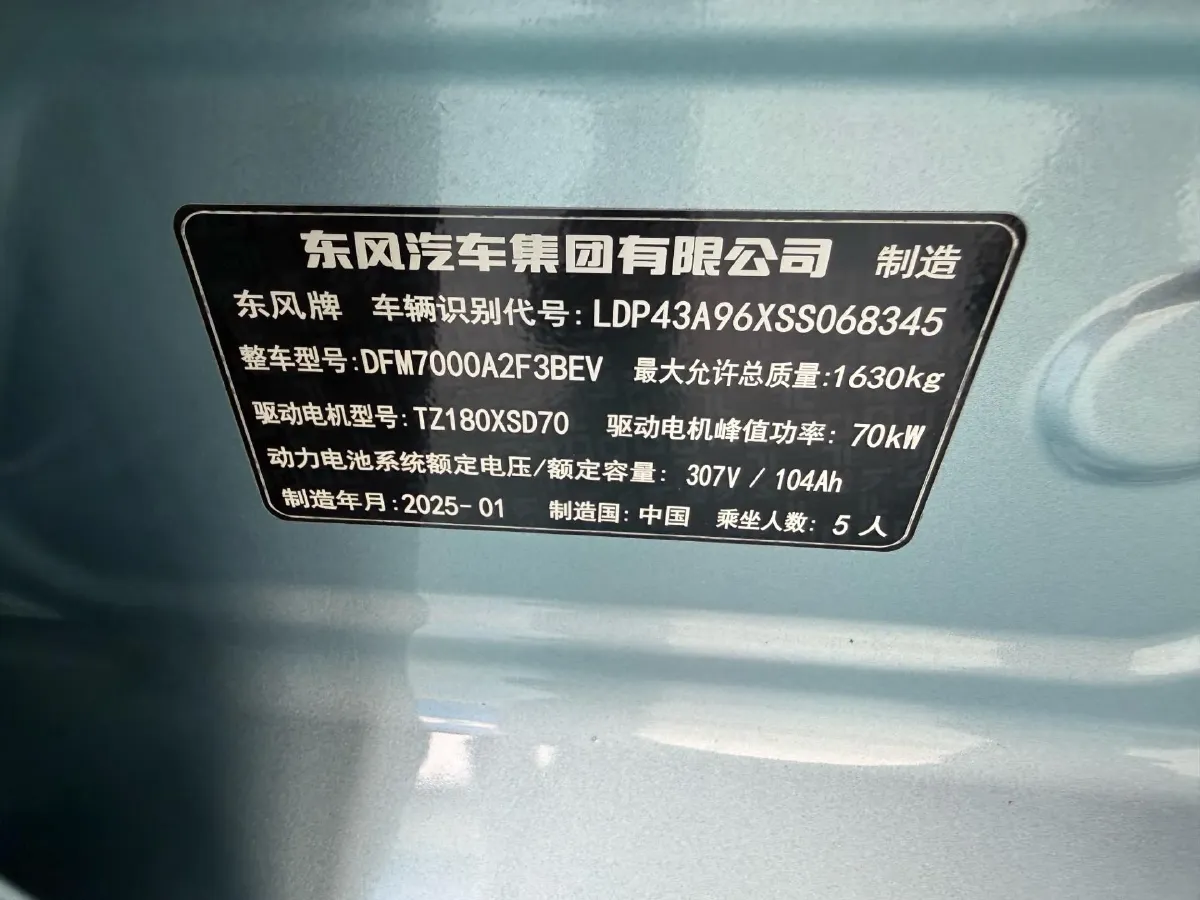 东风汽车集团有限公司 制造
东风牌 车辆识别代号:LDP43A96XSS068345
整车型号:DFM7000A2F3BEV 最大允许总质量:1630kg
驱动电机型号:TZ180XSD70 驱动电机峰值功率: 70kW
动力电池系统额定电压/额定容量: 307V / 104Ah
制造年月:2025-01 制造国:中国 乘坐人数: 5 人